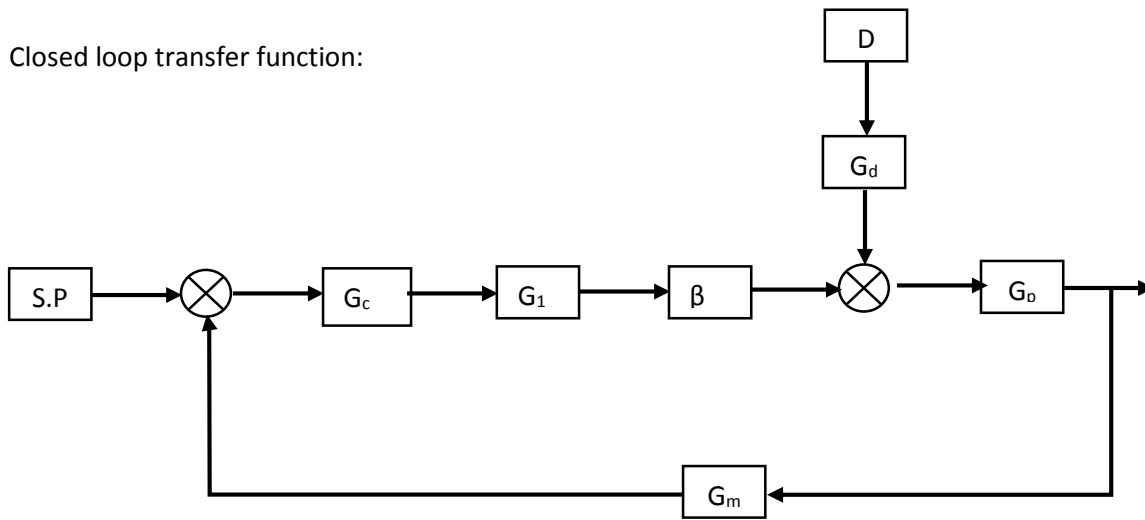 D
Closed loop transfer function:
G_d
S.P
G_c
G_1
β
G_p
G_m